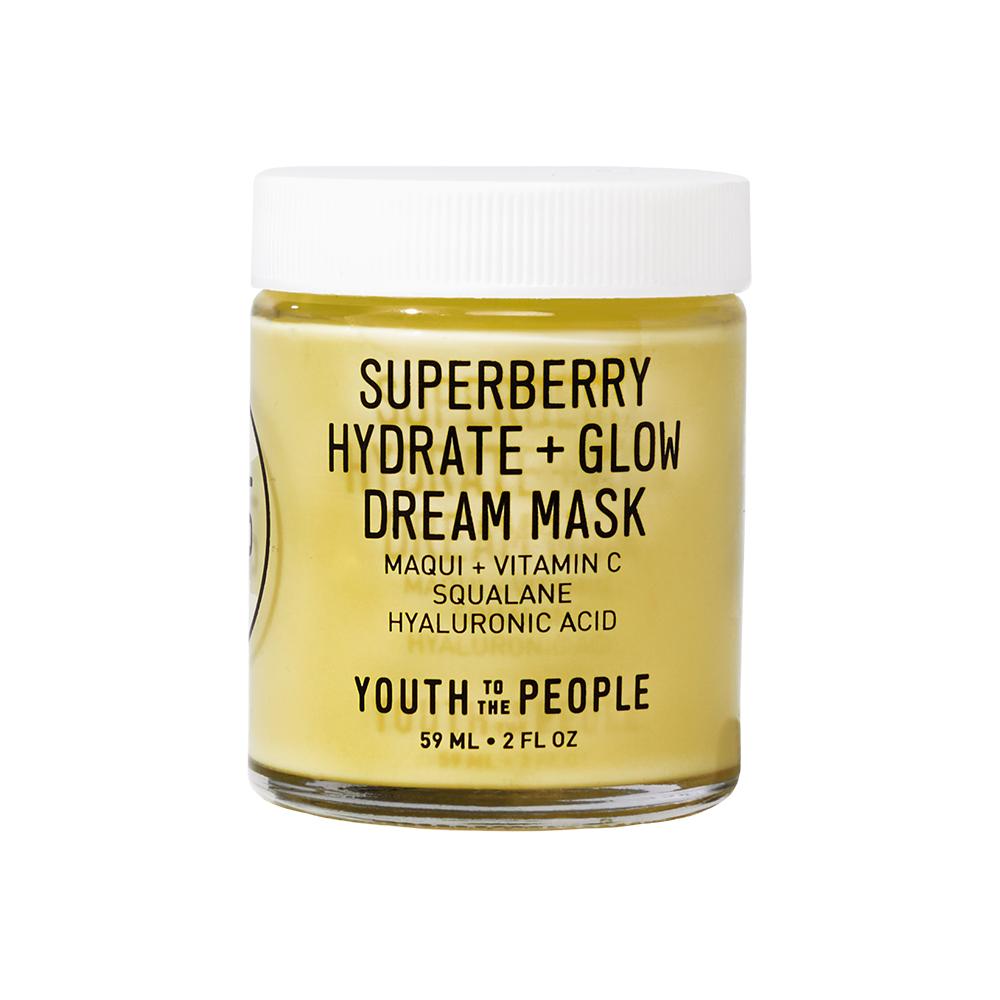 SUPERBERRY
HYDRATE + GLOW
DREAM MASK
MAQUI + VITAMIN C
SQUALANE
HYALURONIC ACID
YOUTH TO THE PEOPLE
59 ML • 2 FL OZ